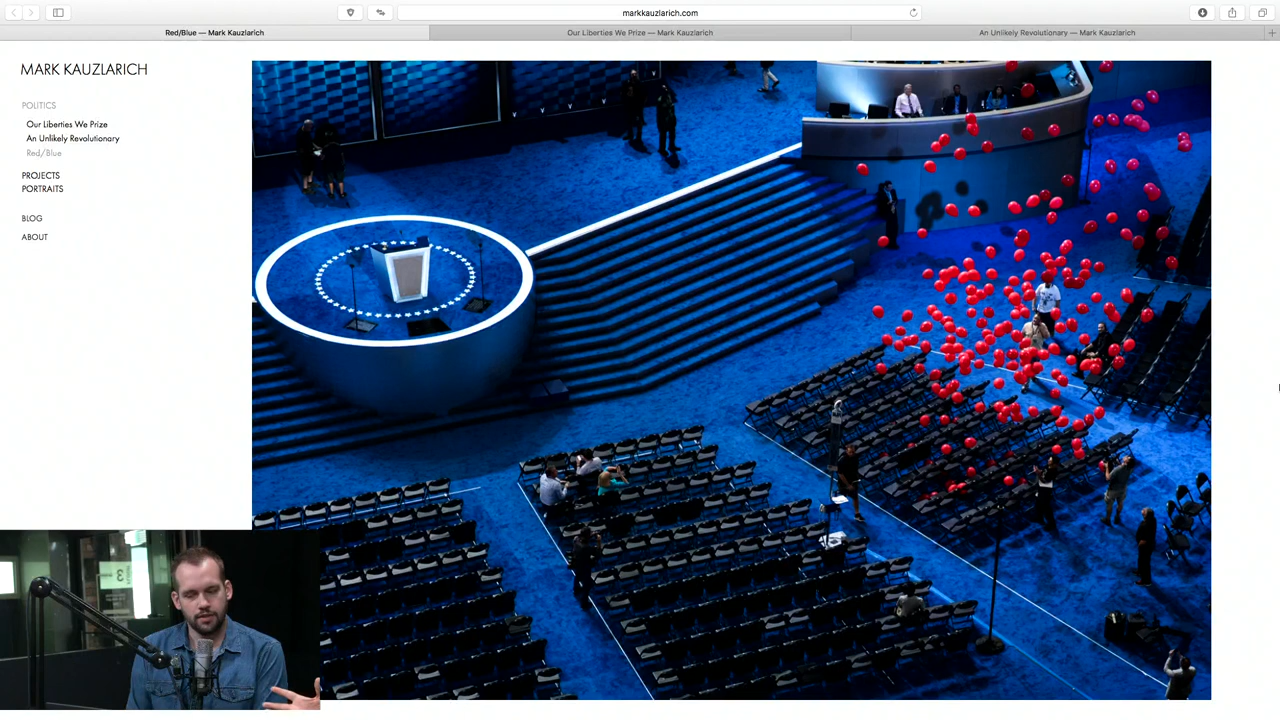 markkauzlarich.com
Red/Blue — Mark Kauzlarich
Our Liberties We Prize — Mark Kauzlarich
An Unlikely Revolutionary — Mark Kauzlarich
MARK KAUZLARICH
POLITICS
Our Liberties We Prize
An Unlikely Revolutionary
Red/Blue
PROJECTS
PORTRAITS
BLOG
ABOUT
3